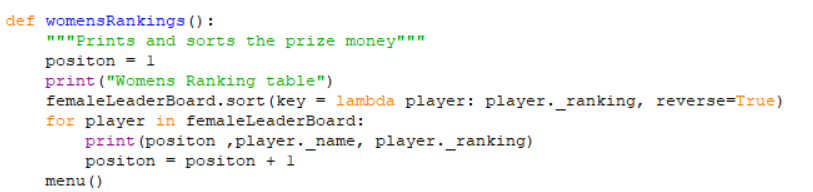 def womensRankings():
    """Prints and sorts the prize money"""
    positon = 1
    print("Womens Ranking table")
    femaleLeaderBoard.sort(key = lambda player: player._ranking, reverse=True)
    for player in femaleLeaderBoard:
        print(positon ,player._name, player._ranking)
        positon = positon + 1
    menu()